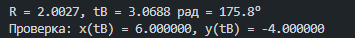 R = 2.0027, tB = 3.0688 рад = 175.8°
Проверка: x(tB) = 6.000000, y(tB) = -4.000000